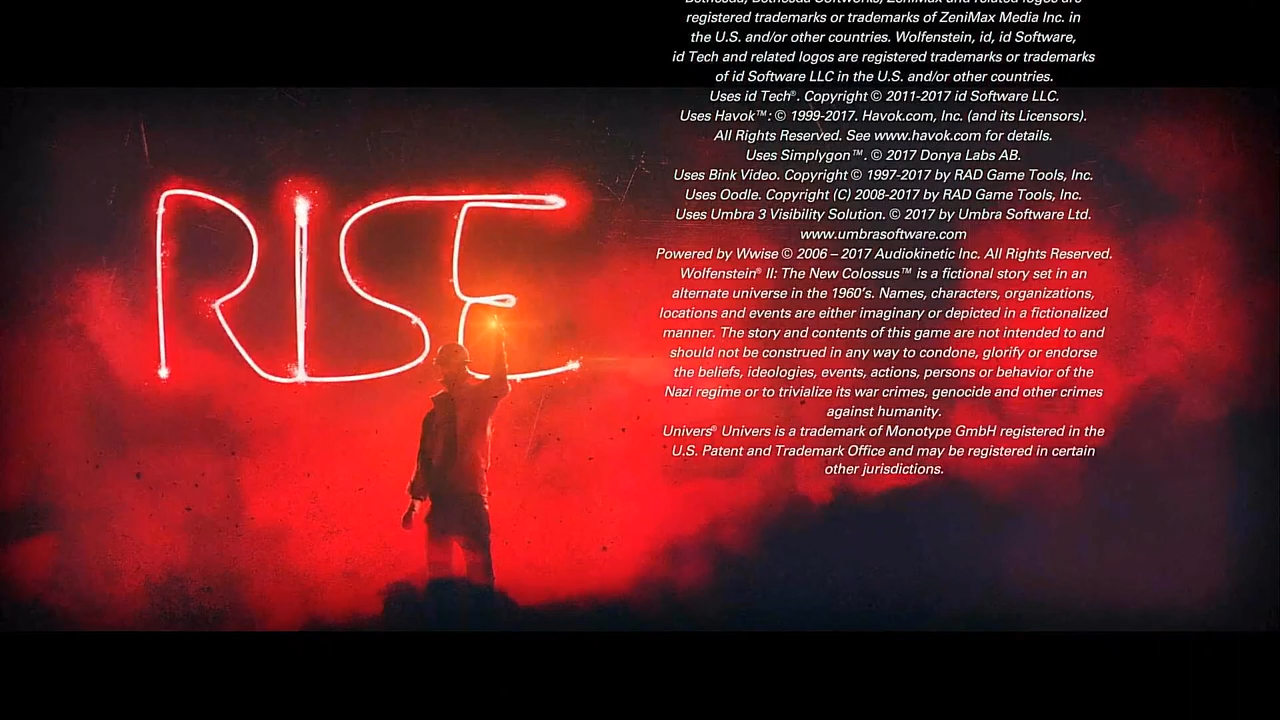 RISE
Bethesda, Bethesda Softworks, ZeniMax and related logos are
registered trademarks or trademarks of ZeniMax Media Inc. in
the U.S. and/or other countries. Wolfenstein, id, id Software,
id Tech and related logos are registered trademarks or trademarks
of id Software LLC in the U.S. and/or other countries.
Uses id Tech®. Copyright © 2011-2017 id Software LLC.
Uses Havok™: © 1999-2017. Havok.com, Inc. (and its Licensors).
All Rights Reserved. See www.havok.com for details.
Uses Simplygon™. © 2017 Donya Labs AB.
Uses Bink Video. Copyright © 1997-2017 by RAD Game Tools, Inc.
Uses Oodle. Copyright (C) 2008-2017 by RAD Game Tools, Inc.
Uses Umbra 3 Visibility Solution. © 2017 by Umbra Software Ltd.
www.umbrasoftware.com
Powered by Wwise © 2006 – 2017 Audiokinetic Inc. All Rights Reserved.
Wolfenstein® II: The New Colossus™ is a fictional story set in an
alternate universe in the 1960's. Names, characters, organizations,
locations and events are either imaginary or depicted in a fictionalized
manner. The story and contents of this game are not intended to and
should not be construed in any way to condone, glorify or endorse
the beliefs, ideologies, events, actions, persons or behavior of the
Nazi regime or to trivialize its war crimes, genocide and other crimes
against humanity.
Univers® Univers is a trademark of Monotype GmbH registered in the
U.S. Patent and Trademark Office and may be registered in certain
other jurisdictions.